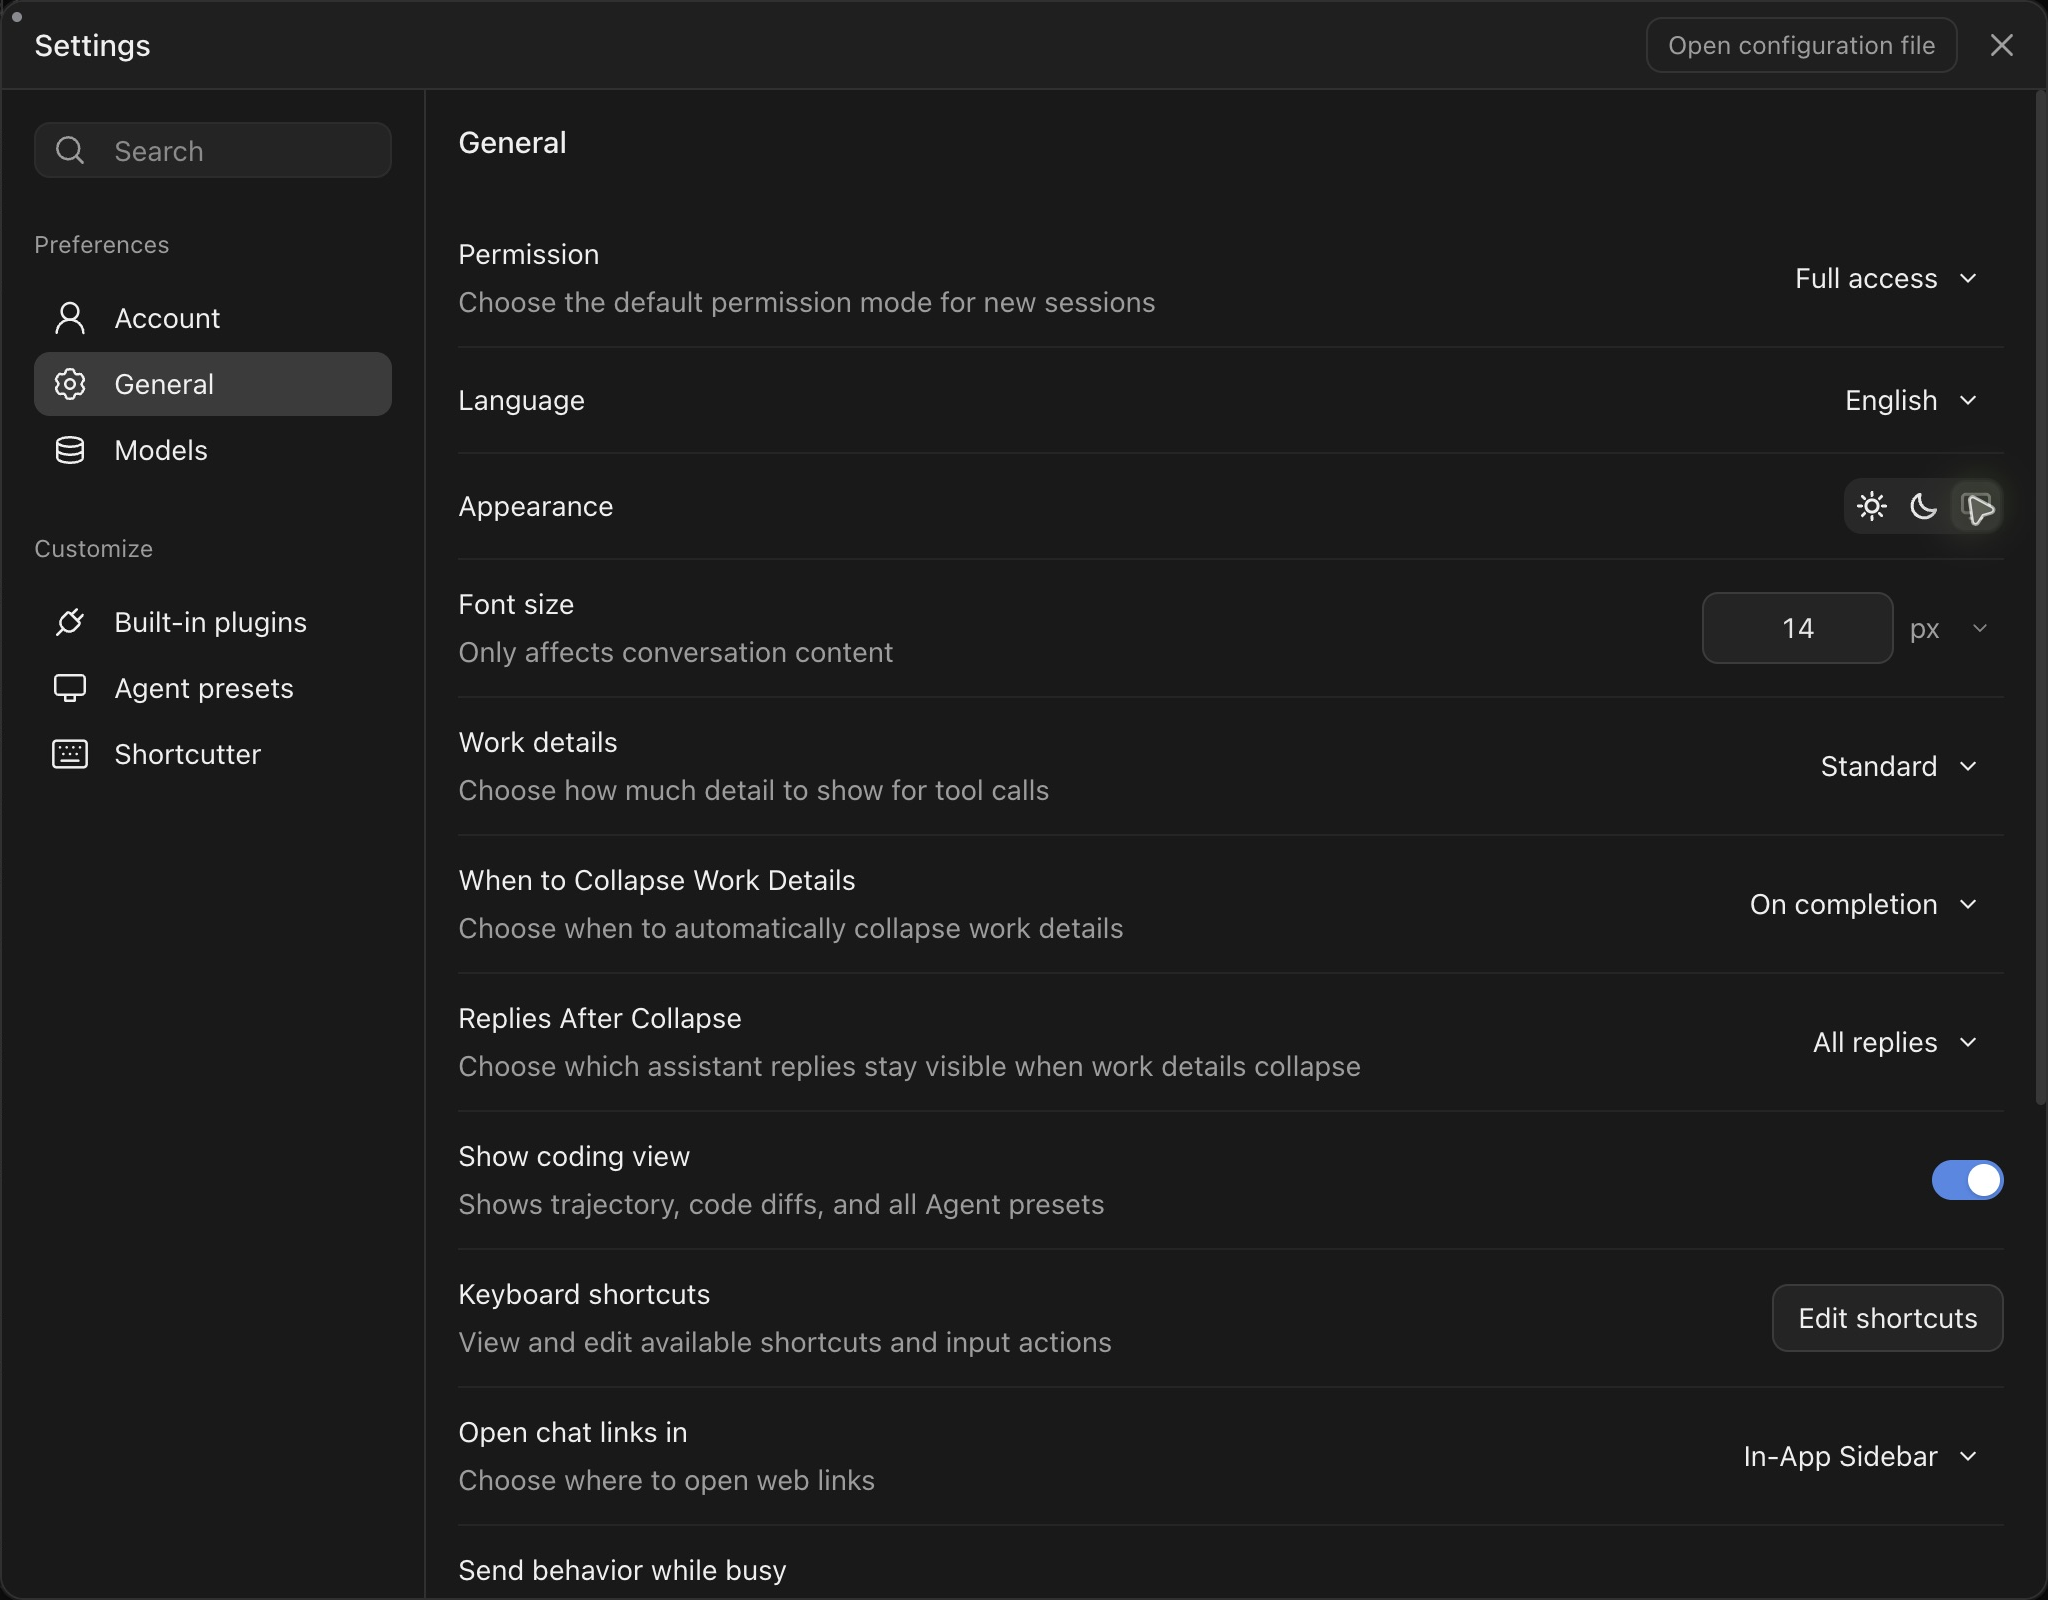 Settings
Open configuration file
Search
Preferences
Account
General
Models
Customize
Built-in plugins
Agent presets
Shortcutter
General
Permission
Choose the default permission mode for new sessions
Full access
Language
English
Appearance
Font size
Only affects conversation content
14 px
Work details
Choose how much detail to show for tool calls
Standard
When to Collapse Work Details
Choose when to automatically collapse work details
On completion
Replies After Collapse
Choose which assistant replies stay visible when work details collapse
All replies
Show coding view
Shows trajectory, code diffs, and all Agent presets
Keyboard shortcuts
View and edit available shortcuts and input actions
Edit shortcuts
Open chat links in
Choose where to open web links
In-App Sidebar
Send behavior while busy